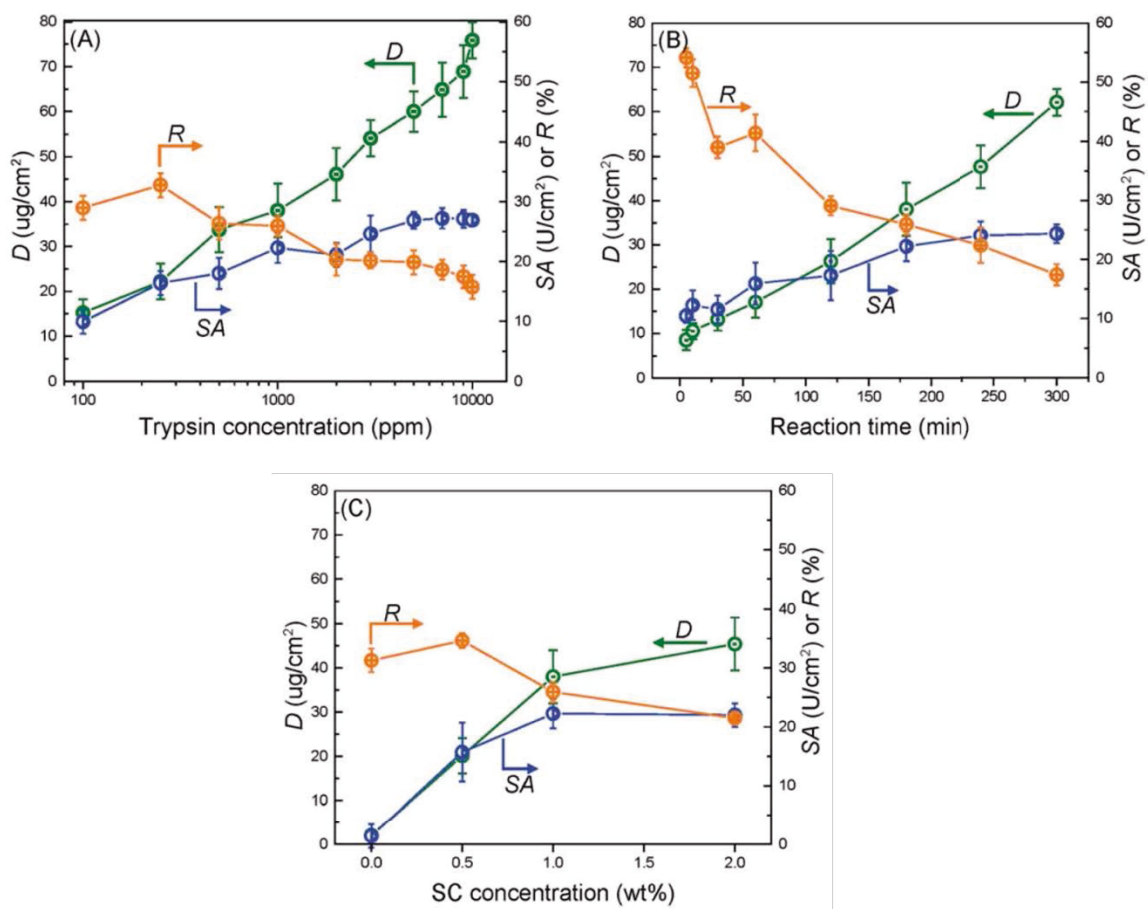 (A)
80
70
60
50
40
30
20
10
0
D (ug/cm²)
60
50
40
30
20
10
0
SA (U/cm²) or R (%)
D
R
SA
100 1000 10000
Trypsin concentration (ppm)
(B)
80
70
60
50
40
30
20
10
0
D (ug/cm²)
60
50
40
30
20
10
0
SA (U/cm²) or R (%)
R
D
SA
0 50 100 150 200 250 300
Reaction time (min)
(C)
80
70
60
50
40
30
20
10
0
D (ug/cm²)
60
50
40
30
20
10
0
SA (U/cm²) or R (%)
R
D
SA
0.0 0.5 1.0 1.5 2.0
SC concentration (wt%)